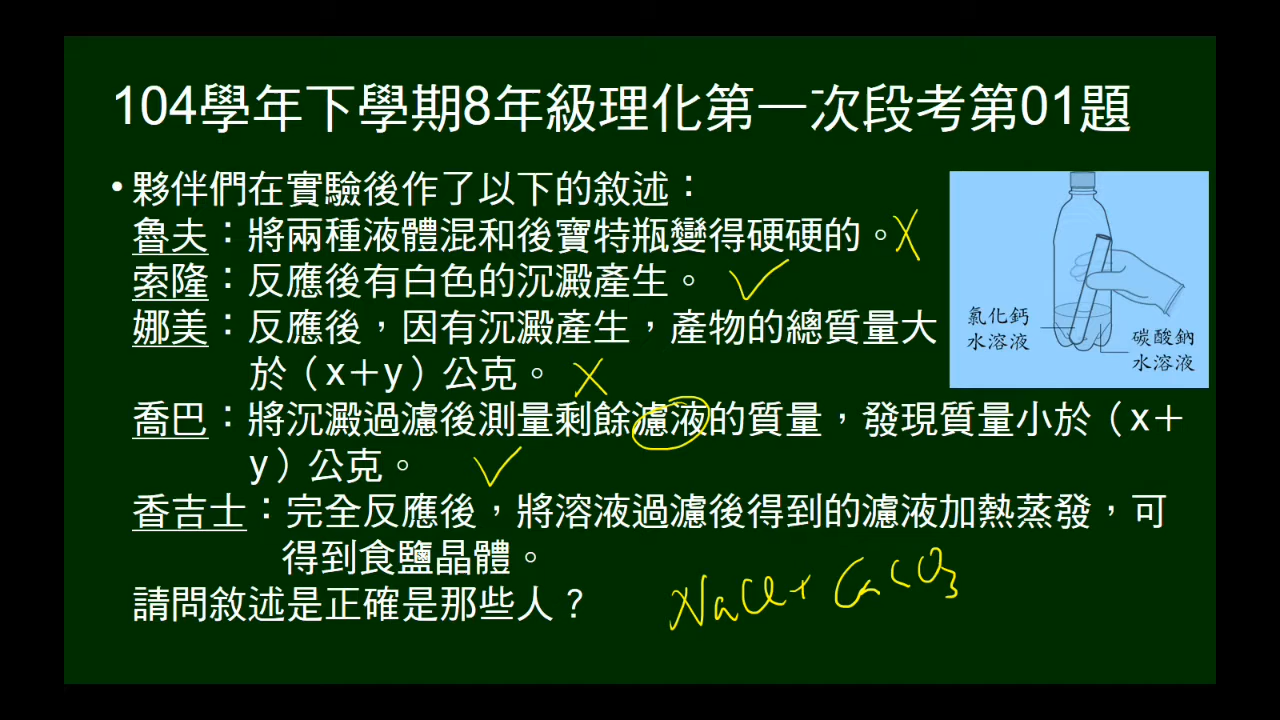 104學年下學期8年級理化第一次段考第01題
• 夥伴們在實驗後作了以下的敘述：
魯夫：將兩種液體混和後寶特瓶變得硬硬的。
索隆：反應後有白色的沉澱產生。
娜美：反應後，因有沉澱產生，產物的總質量大
於（x＋y）公克。
喬巴：將沉澱過濾後測量剩餘濾液的質量，發現質量小於（x＋
y）公克。
香吉士：完全反應後，將溶液過濾後得到的濾液加熱蒸發，可
得到食鹽晶體。
請問敘述是正確是那些人？
氯化鈣
水溶液
碳酸鈉
水溶液
NaCl + CaCO3